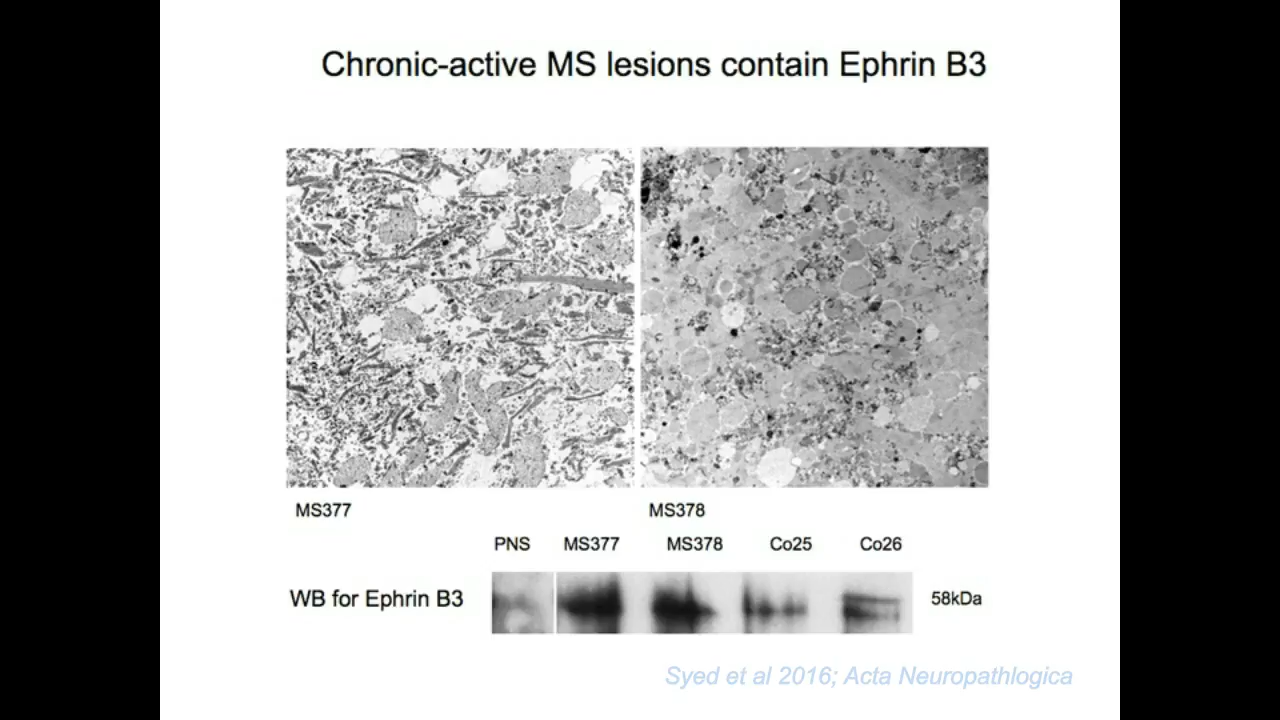 Chronic-active MS lesions contain Ephrin B3
MS377 MS378
PNS MS377 MS378 Co25 Co26
WB for Ephrin B3 58kDa
Syed et al 2016; Acta Neuropathlogica